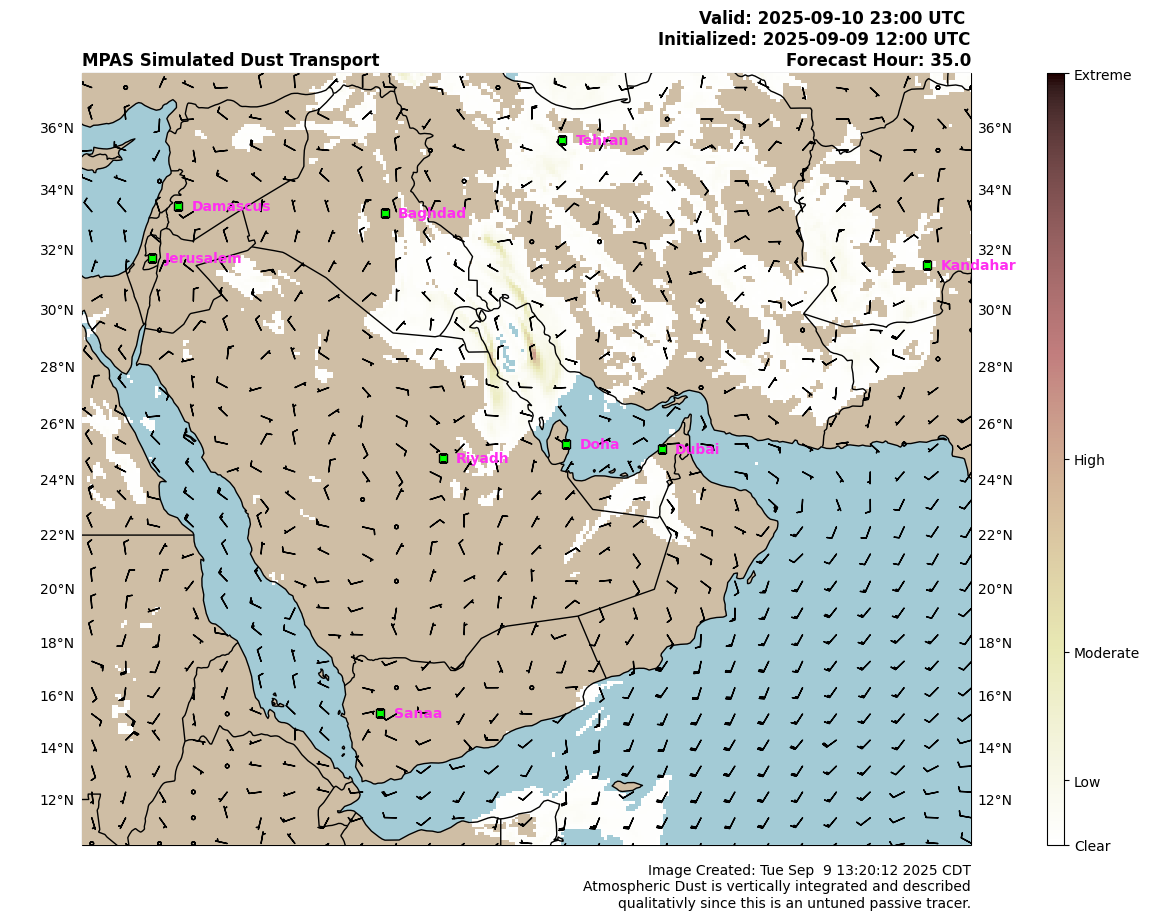 Valid: 2025-09-10 23:00 UTC
Initialized: 2025-09-09 12:00 UTC
MPAS Simulated Dust Transport
Forecast Hour: 35.0
Extreme
36°N
36°N
Tehran
34°N
34°N
Damascus
Baghdad
32°N
32°N
Jerusalem
Kandahar
30°N
30°N
28°N
28°N
26°N
26°N
Doha
Dubai
Riyadh
High
24°N
24°N
22°N
22°N
20°N
20°N
18°N
18°N
Moderate
16°N
16°N
Sanaa
14°N
14°N
Low
12°N
12°N
Clear
Image Created: Tue Sep  9 13:20:12 2025 CDT
Atmospheric Dust is vertically integrated and described
qualitativly since this is an untuned passive tracer.